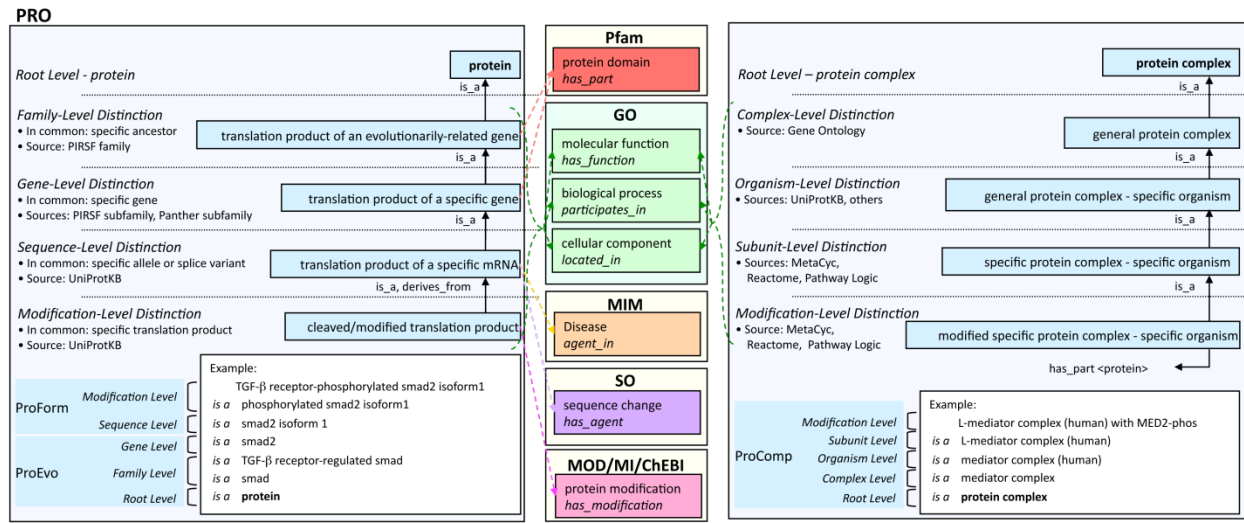 PRO
Root Level - protein
protein
is_a
Family-Level Distinction
• In common: specific ancestor
• Source: PIRSF family
translation product of an evolutionarily-related gene
is_a
Gene-Level Distinction
• In common: specific gene
• Sources: PIRSF subfamily, Panther subfamily
translation product of a specific gene
is_a
Sequence-Level Distinction
• In common: specific allele or splice variant
• Source: UniProtKB
translation product of a specific mRNA
is_a, derives_from
Modification-Level Distinction
• In common: specific translation product
• Source: UniProtKB
cleaved/modified translation product
ProForm
Modification Level
Sequence Level
ProEvo
Gene Level
Family Level
Root Level
Example:
TGF-β receptor-phosphorylated smad2 isoform1
is a phosphorylated smad2 isoform1
is a smad2 isoform 1
is a smad2
is a TGF-β receptor-regulated smad
is a smad
is a protein
Pfam
protein domain
has_part
GO
molecular function
has_function
biological process
participates_in
cellular component
located_in
MIM
Disease
agent_in
SO
sequence change
has_agent
MOD/MI/ChEBI
protein modification
has_modification
Root Level – protein complex
protein complex
is_a
Complex-Level Distinction
• Source: Gene Ontology
general protein complex
is_a
Organism-Level Distinction
• Sources: UniProtKB, others
general protein complex - specific organism
is_a
Subunit-Level Distinction
• Sources: MetaCyc,
Reactome, Pathway Logic
specific protein complex - specific organism
is_a
Modification-Level Distinction
• Source: MetaCyc,
Reactome, Pathway Logic
modified specific protein complex - specific organism
has_part <protein>
ProComp
Modification Level
Subunit Level
Organism Level
Complex Level
Root Level
Example:
L-mediator complex (human) with MED2-phos
is a L-mediator complex (human)
is a mediator complex (human)
is a mediator complex
is a protein complex